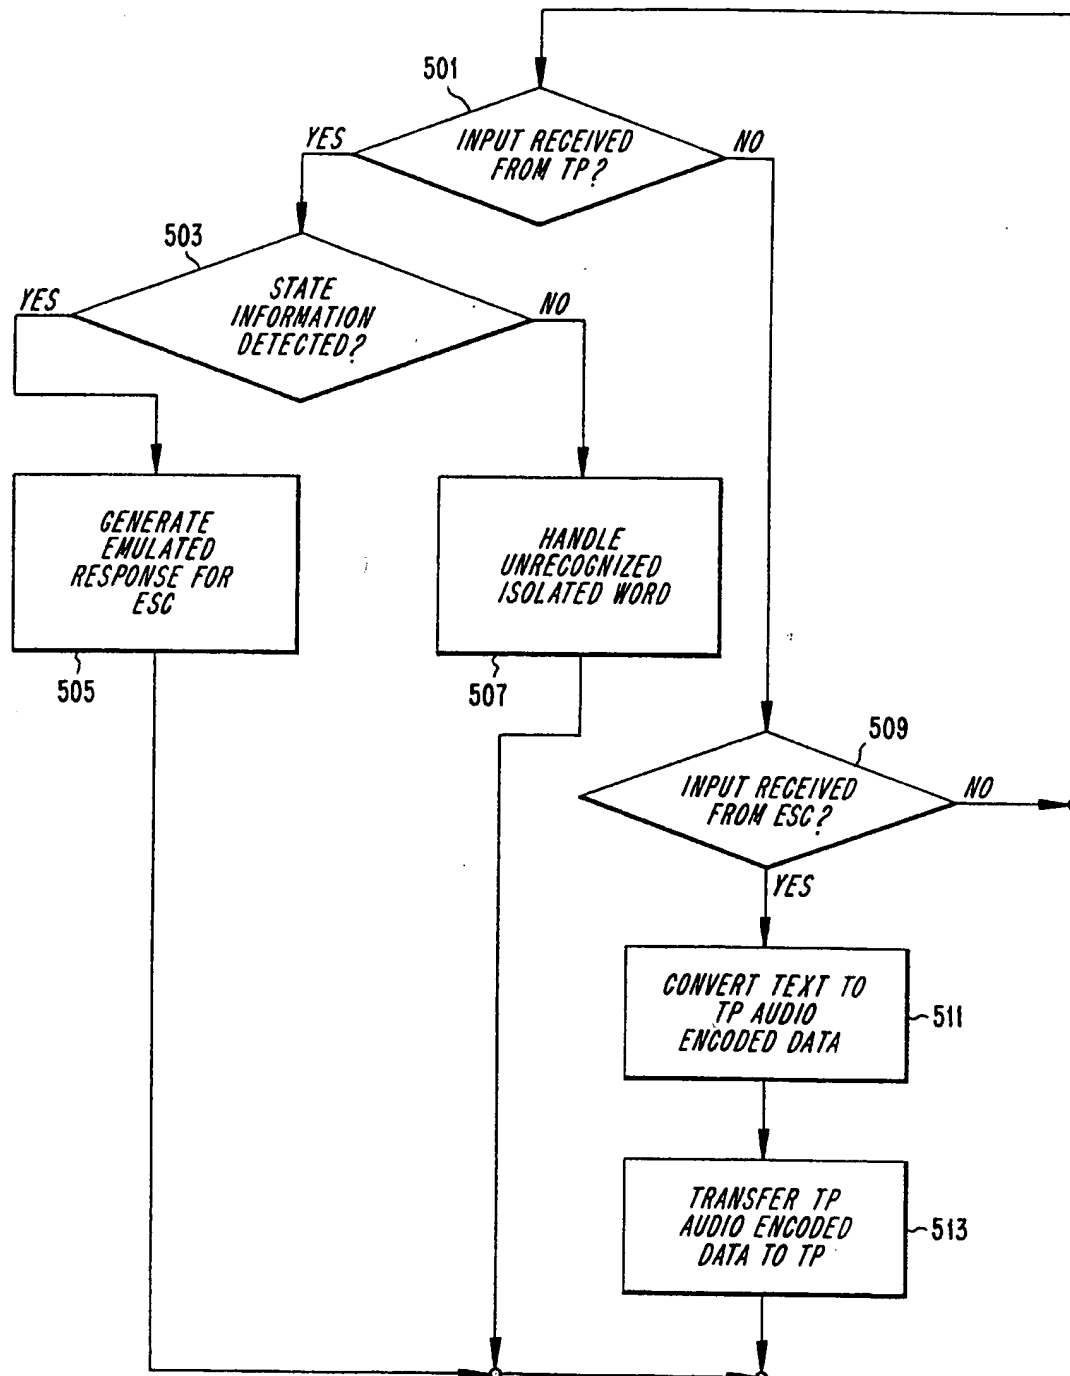 501
INPUT RECEIVED
FROM TP?
YES
NO
503
STATE
INFORMATION
DETECTED?
YES
NO
GENERATE
EMULATED
RESPONSE FOR
ESC
505
HANDLE
UNRECOGNIZED
ISOLATED WORD
507
509
INPUT RECEIVED
FROM ESC?
NO
YES
CONVERT TEXT TO
TP AUDIO
ENCODED DATA
511
TRANSFER TP
AUDIO ENCODED
DATA TO TP
513